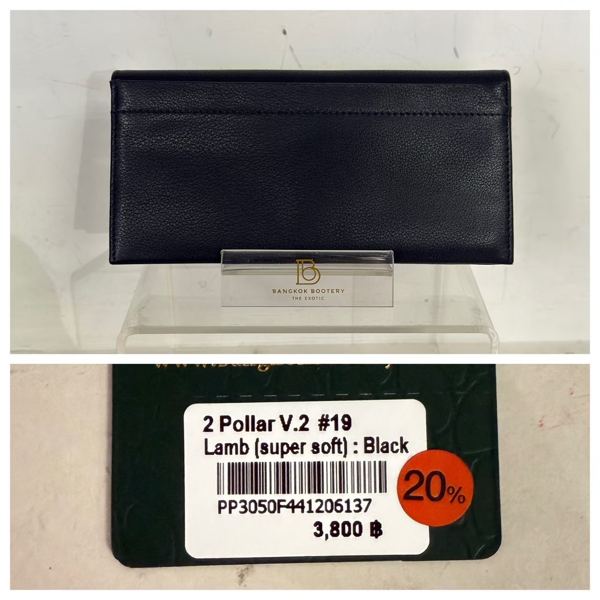 B
BANGKOK BOOTERY
THE EXOTIC
2 Pollar V.2 #19
Lamb (super soft) : Black
PP3050F441206137
3,800 ฿
20%